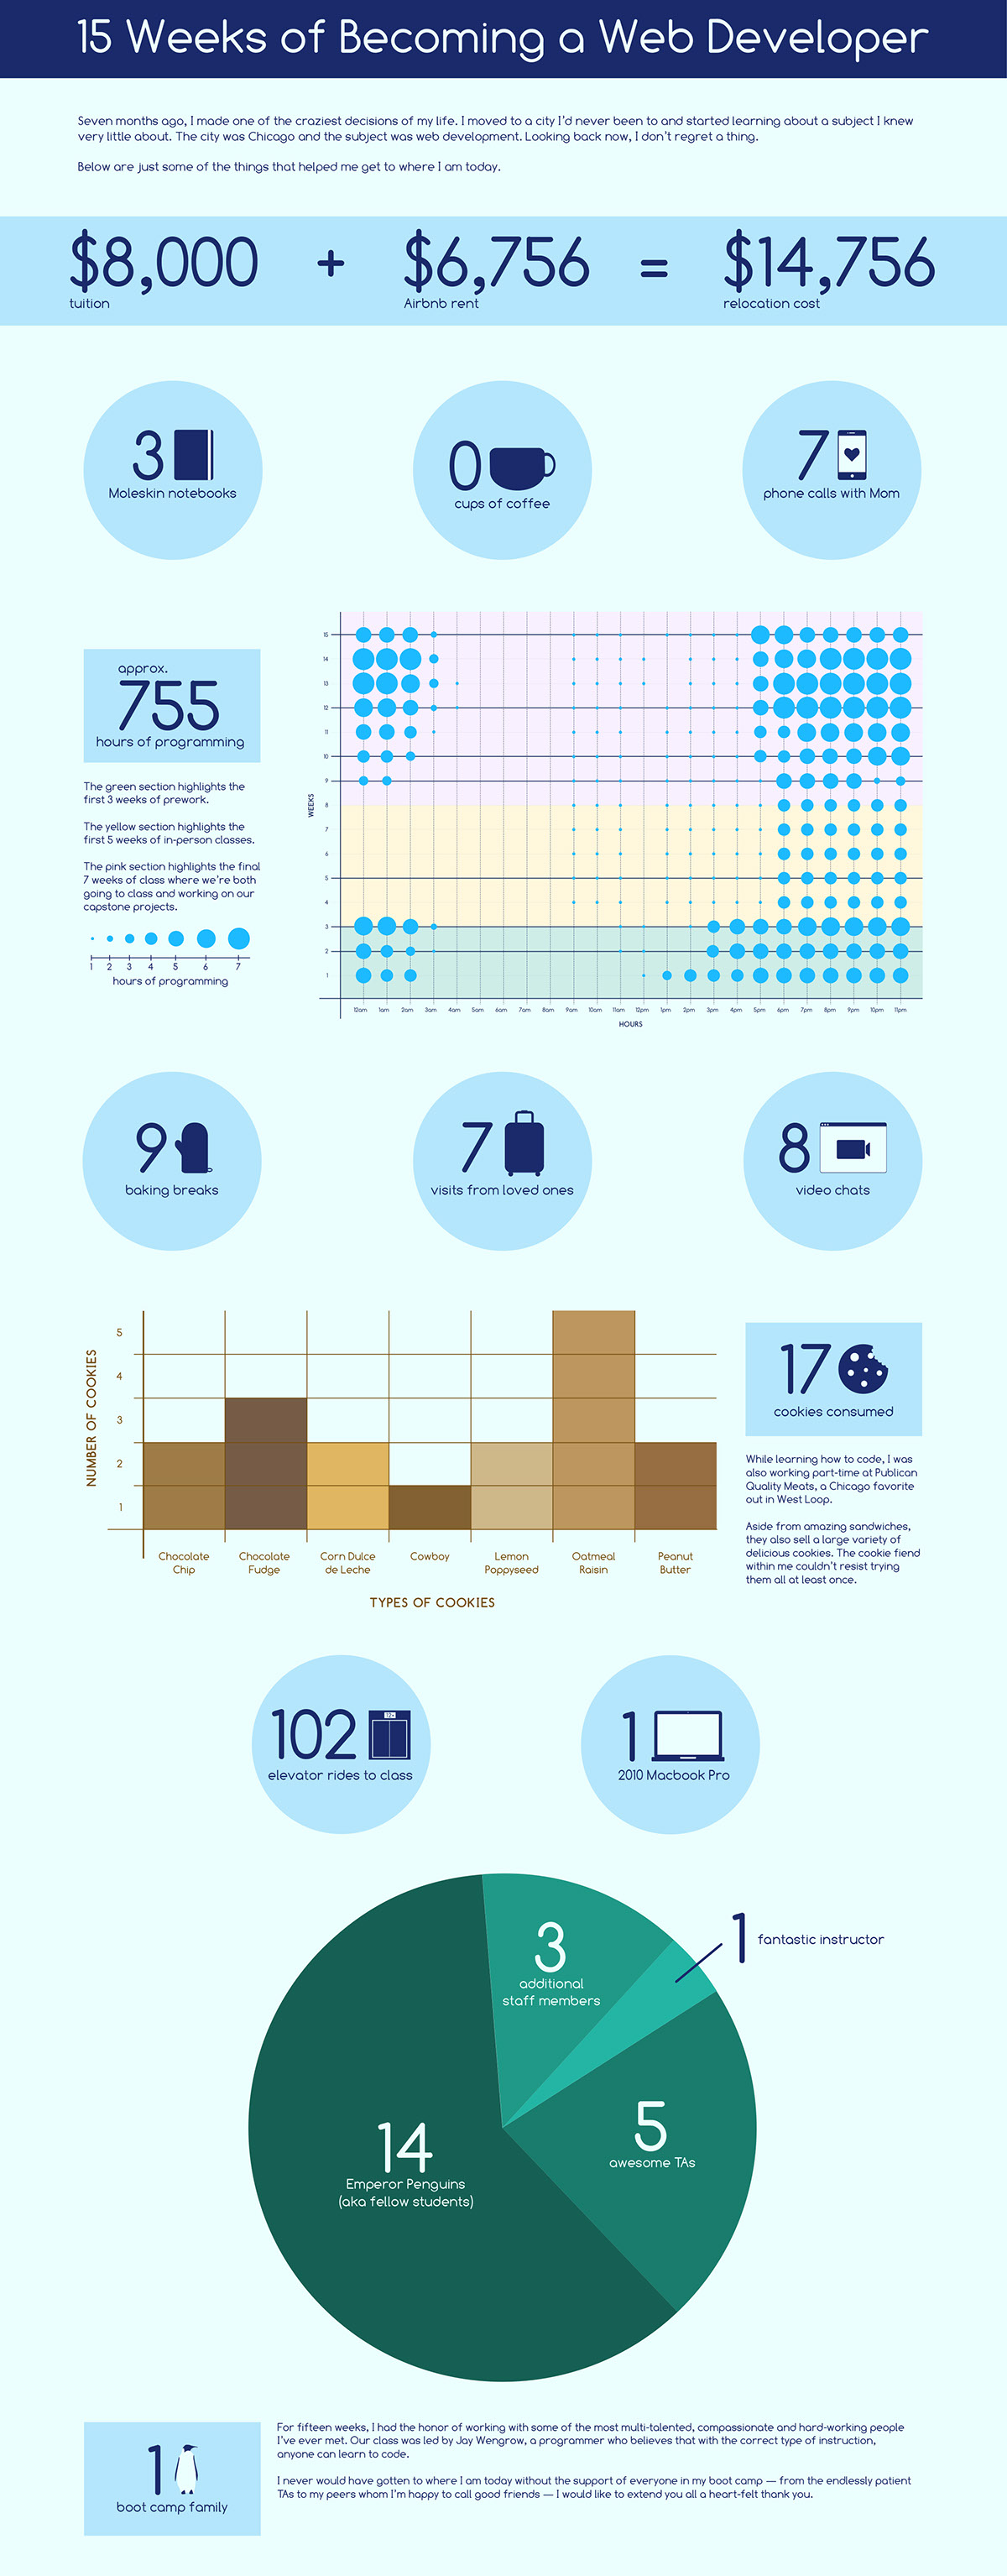 15 Weeks of Becoming a Web Developer
Seven months ago, I made one of the craziest decisions of my life. I moved to a city I'd never been to and started learning about a subject I knew
very little about. The city was Chicago and the subject was web development. Looking back now, I don't regret a thing.
Below are just some of the things that helped me get to where I am today.
$8,000 + $6,756 = $14,756
tuition Airbnb rent relocation cost
3
Moleskin notebooks
0
cups of coffee
7
phone calls with Mom
approx.
755
hours of programming
The green section highlights the
first 3 weeks of prework.
The yellow section highlights the
first 5 weeks of in-person classes.
The pink section highlights the final
7 weeks of class where we're both
going to class and working on our
capstone projects.
1 2 3 4 5 6 7
hours of programming
WEEKS
15
14
13
12
11
10
9
8
7
6
5
4
3
2
1
12am 1am 2am 3am 4am 5am 6am 7am 8am 9am 10am 11am 12pm 1pm 2pm 3pm 4pm 5pm 6pm 7pm 8pm 9pm 10pm 11pm
HOURS
9
baking breaks
7
visits from loved ones
8
video chats
NUMBER OF COOKIES
5
4
3
2
1
Chocolate
Chip
Chocolate
Fudge
Corn Dulce
de Leche
Cowboy
Lemon
Poppyseed
Oatmeal
Raisin
Peanut
Butter
TYPES OF COOKIES
17
cookies consumed
While learning how to code, I was
also working part-time at Publican
Quality Meats, a Chicago favorite
out in West Loop.
Aside from amazing sandwiches,
they also sell a large variety of
delicious cookies. The cookie fiend
within me couldn't resist trying
them all at least once.
102
elevator rides to class
1
2010 Macbook Pro
3
additional
staff members
1 fantastic instructor
5
awesome TAs
14
Emperor Penguins
(aka fellow students)
1
boot camp family
For fifteen weeks, I had the honor of working with some of the most multi-talented, compassionate and hard-working people
I've ever met. Our class was led by Jay Wengrow, a programmer who believes that with the correct type of instruction,
anyone can learn to code.
I never would have gotten to where I am today without the support of everyone in my boot camp — from the endlessly patient
TAs to my peers whom I'm happy to call good friends — I would like to extend you all a heart-felt thank you.